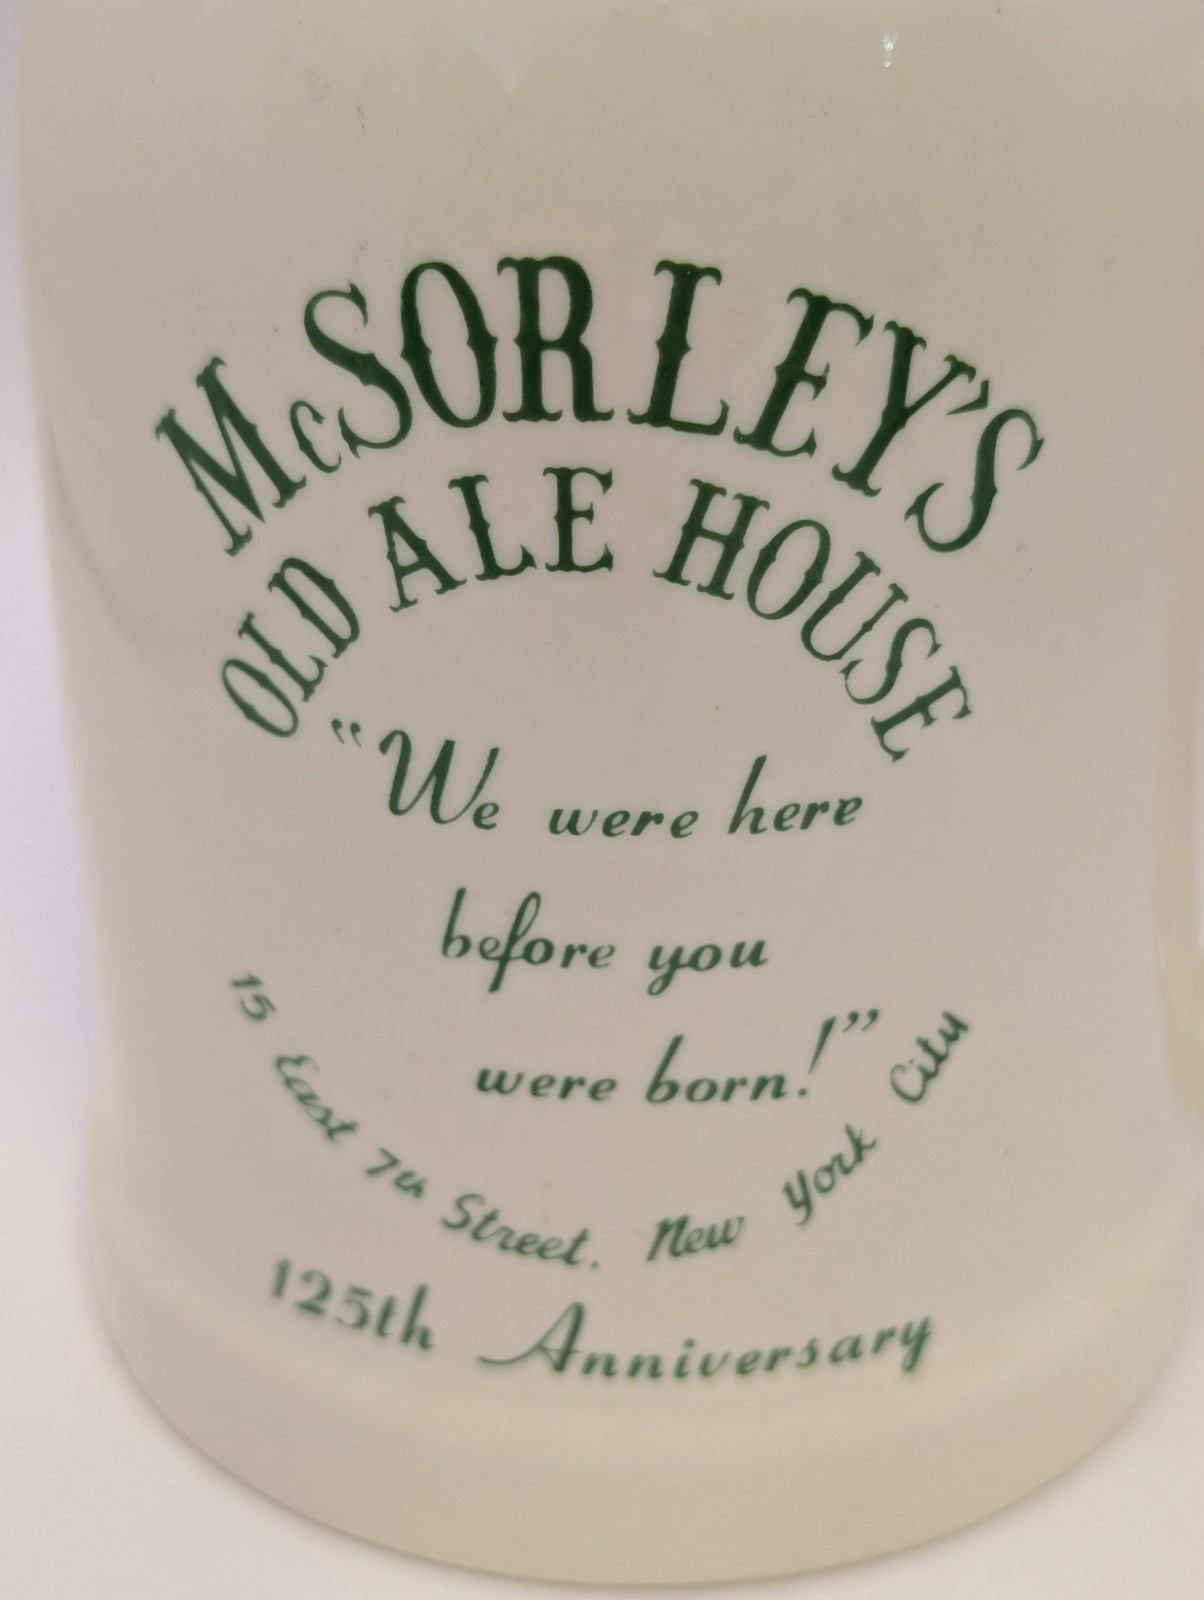 McSORLEY'S
OLD ALE HOUSE
"We were here
before you
were born!"
15 East 7th Street. New York City
125th Anniversary